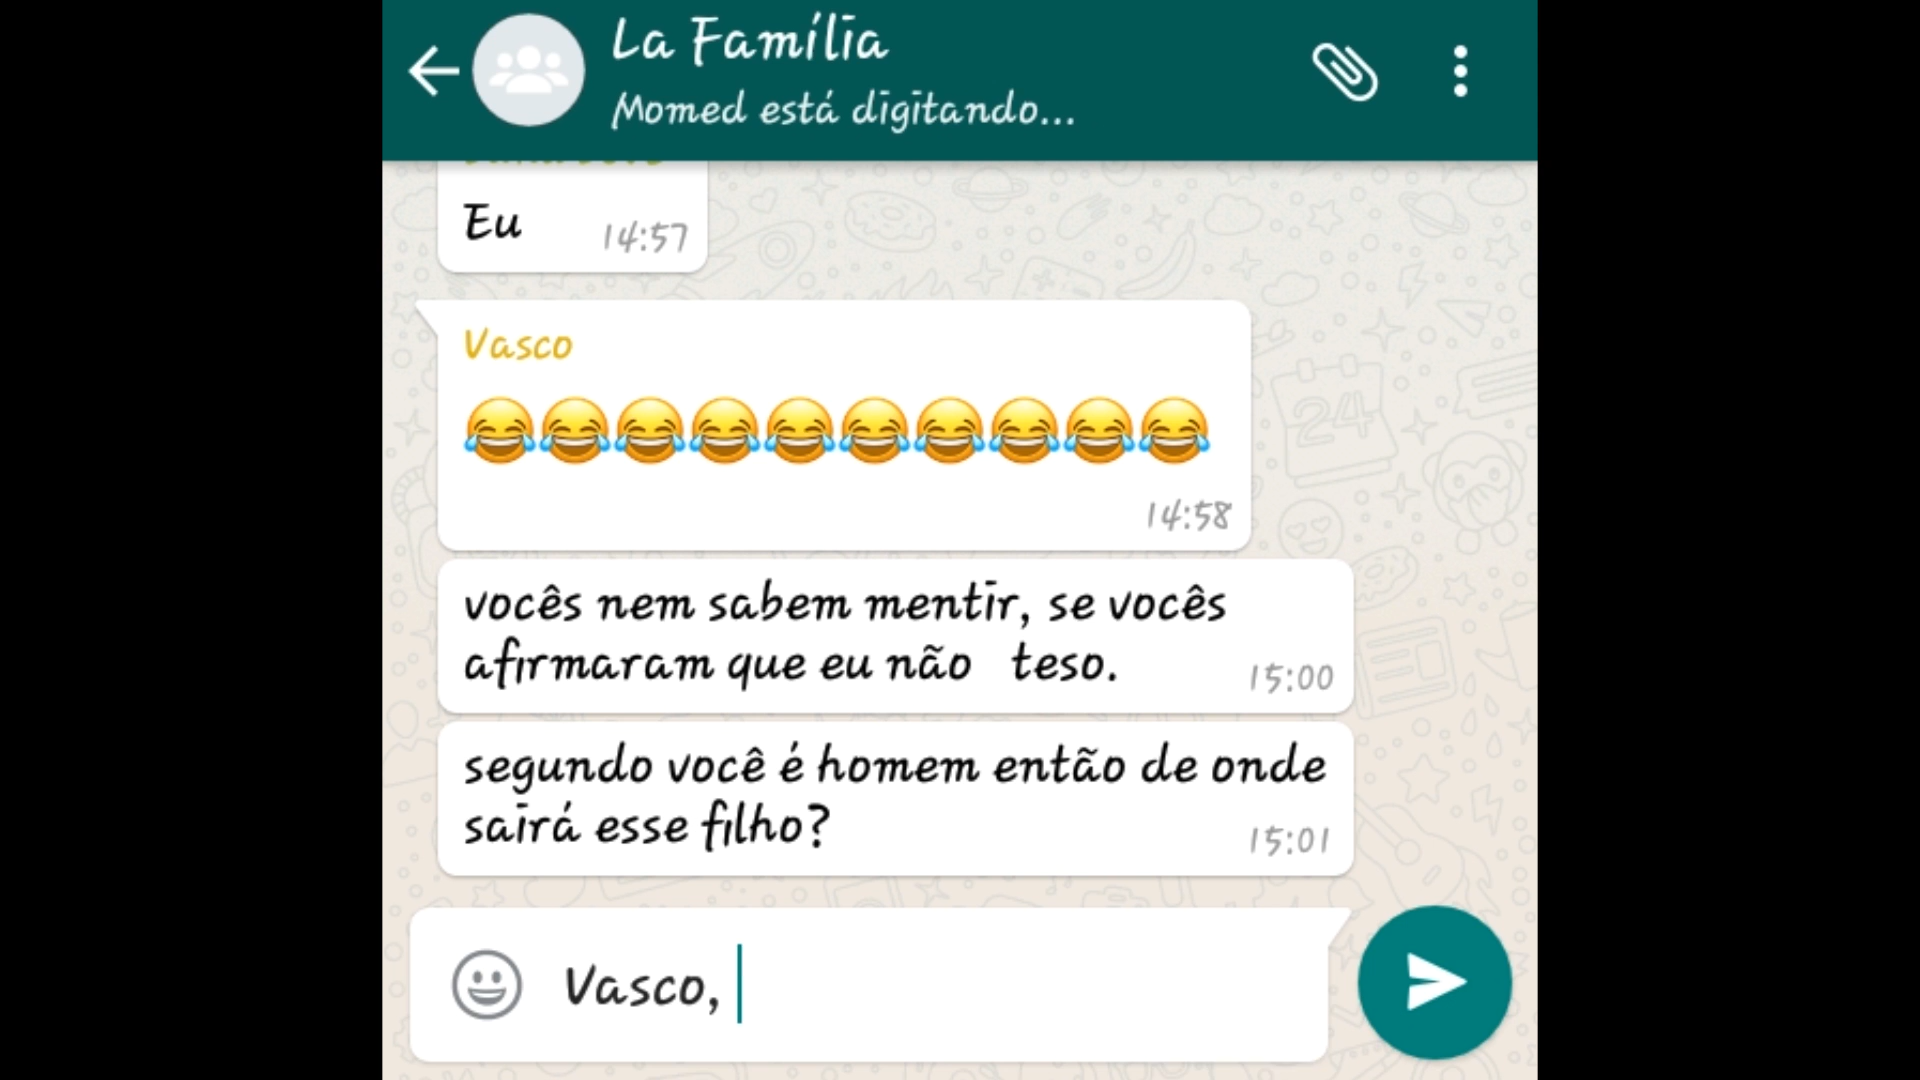 La Família
Momed está digitando...
Eu
14:57
Vasco
14:58
vocês nem sabem mentir, se vocês
afirmaram que eu não teso.
15:00
segundo você é homem então de onde
sairá esse filho?
15:01
Vasco,